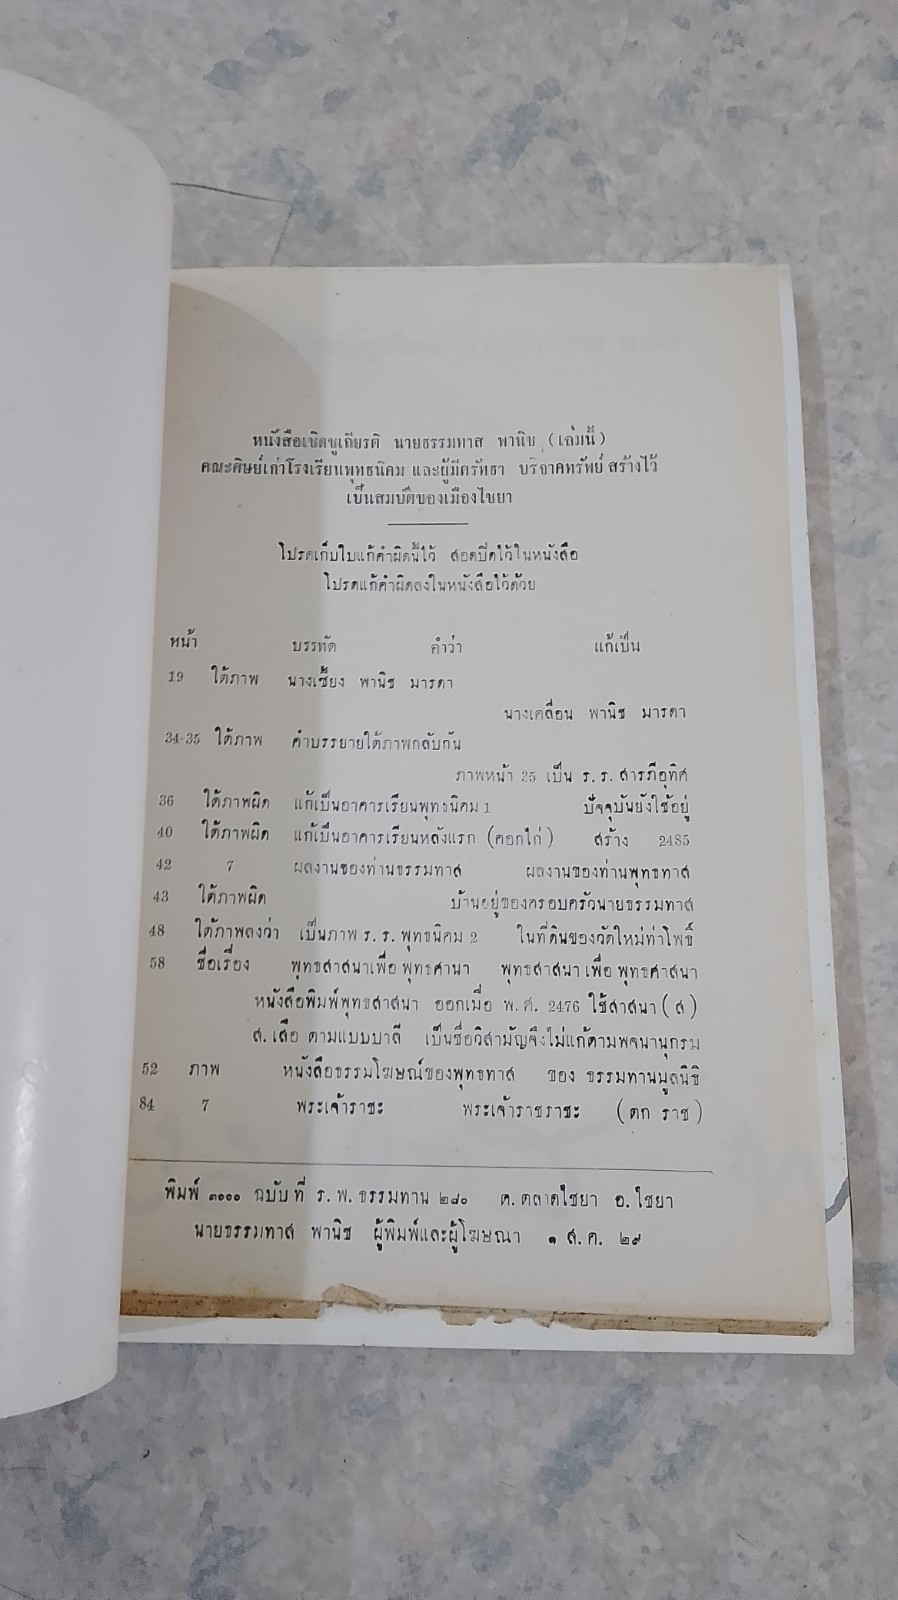 หนังสือเชิดชูเกียรติ นายธรรมทาส พานิช (เล่มนี้)
คณะศิษย์เก่าโรงเรียนพุทธนิคม และผู้มีศรัทธา บริจาคทรัพย์ สร้างไว้
เป็นสมบัติของเมืองไชยา
โปรดเก็บใบแก้คำผิดนี้ไว้ สอดปิดไว้ในหนังสือ
โปรดแก้คำผิดลงในหนังสือไว้ด้วย
หน้า บรรทัด คำว่า แก้เป็น
19 ใต้ภาพ นางเซี้ยง พานิช มารดา
นางเคลื่อน พานิช มารดา
34-35 ใต้ภาพ คำบรรยายใต้ภาพกลับกัน
ภาพหน้า 35 เป็น ร.ร. สารภีอุทิศ
36 ใต้ภาพผิด แก้เป็นอาคารเรียนพุทธนิคม 1 ปัจจุบันยังใช้อยู่
40 ใต้ภาพผิด แก้เป็นอาคารเรียนหลังแรก (คอกไก่) สร้าง 2485
42 7 ผลงานของท่านธรรมทาส ผลงานของท่านพุทธทาส
43 ใต้ภาพผิด บ้านอยู่ของครอบครัวนายธรรมทาส
48 ใต้ภาพลงว่า เป็นภาพ ร.ร. พุทธนิคม 2 ในที่ดินของวัดใหม่ท่าโพธิ์
58 ชื่อเรื่อง พุทธสาสนาเพื่อ พุทธศานา พุทธสาสนา เพื่อ พุทธศาสนา
หนังสือพิมพ์พุทธสาสนา ออกเมื่อ พ.ศ. 2476 ใช้สาสนา (ส)
ส. เสือ ตามแบบบาลี เป็นชื่อวิสามัญจึงไม่แก้ตามพจนานุกรม
52 ภาพ หนังสือธรรมโฆษณ์ของพุทธทาส ของ ธรรมทานมูลนิธิ
84 7 พระเจ้าราชะ พระเจ้าราชราชะ (ตก ราช)
พิมพ์ ๓๐๐๐ ฉบับ ที่ ร.พ. ธรรมทาน ๒๘๐ ต. ตลาดไชยา อ. ไชยา
นายธรรมทาส พานิช ผู้พิมพ์และผู้โฆษณา ๑ ส.ค. ๒๙